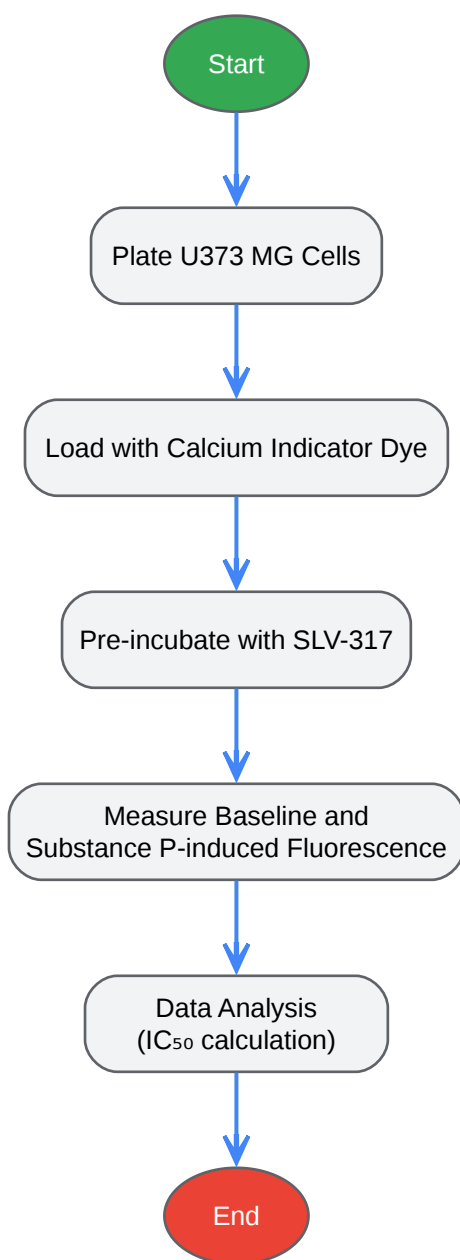 Start
Plate U373 MG Cells
Load with Calcium Indicator Dye
Pre-incubate with SLV-317
Measure Baseline and
Substance P-induced Fluorescence
Data Analysis
(IC₅₀ calculation)
End